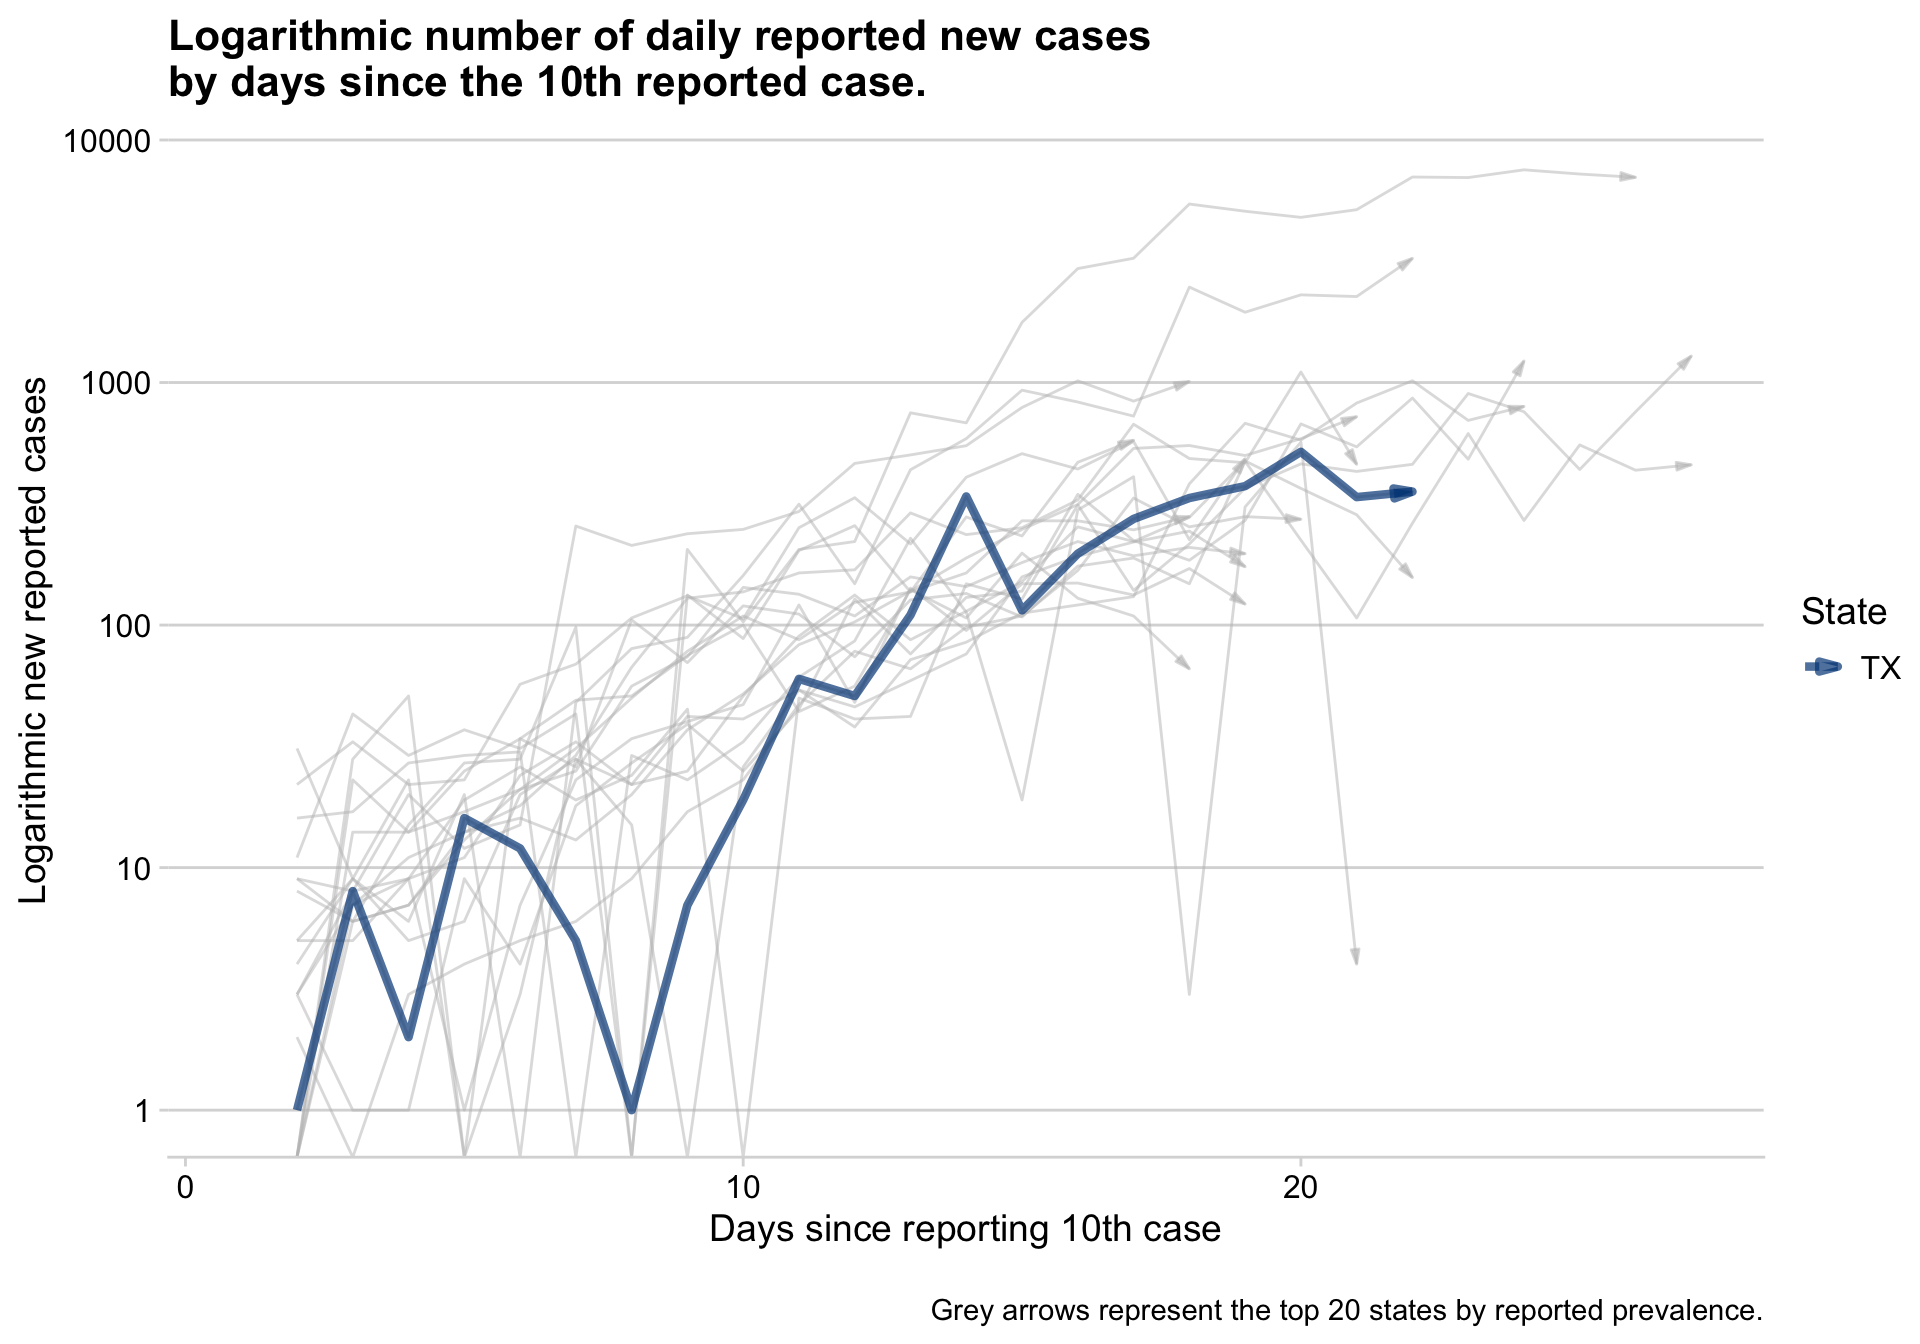 Logarithmic number of daily reported new cases
by days since the 10th reported case.
10000
1000
100
10
1
Logarithmic new reported cases
0 10 20
Days since reporting 10th case
State
TX
Grey arrows represent the top 20 states by reported prevalence.